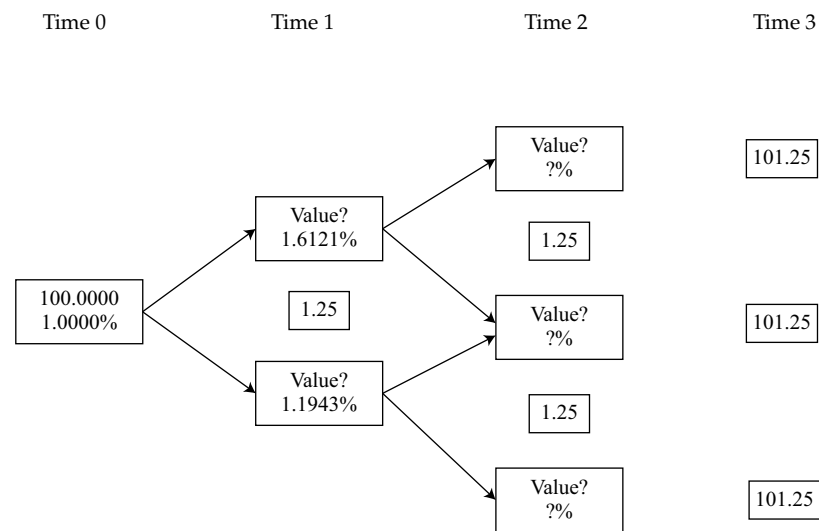 Time 0 Time 1 Time 2 Time 3
Value?
?%
101.25
Value?
1.6121%
1.25
100.0000
1.0000%
1.25
Value?
?%
101.25
Value?
1.1943%
1.25
Value?
?%
101.25